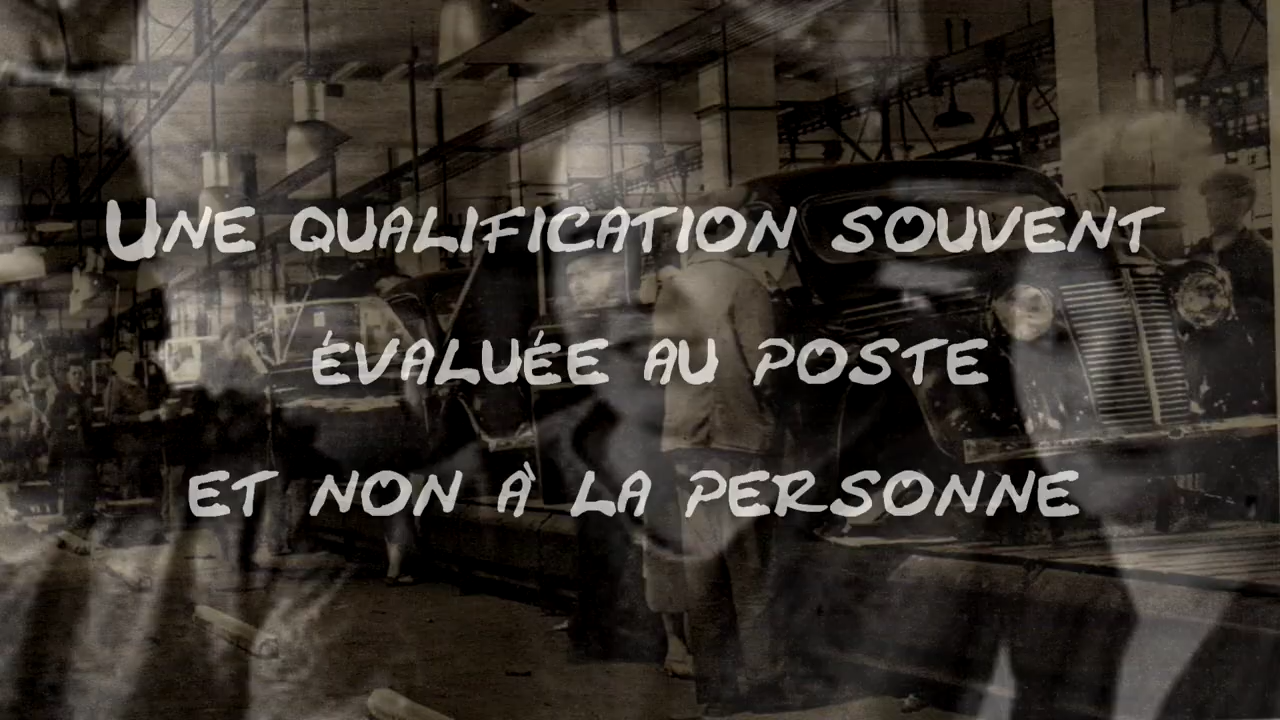 Une qualification souvent
évaluée au poste
et non à la personne